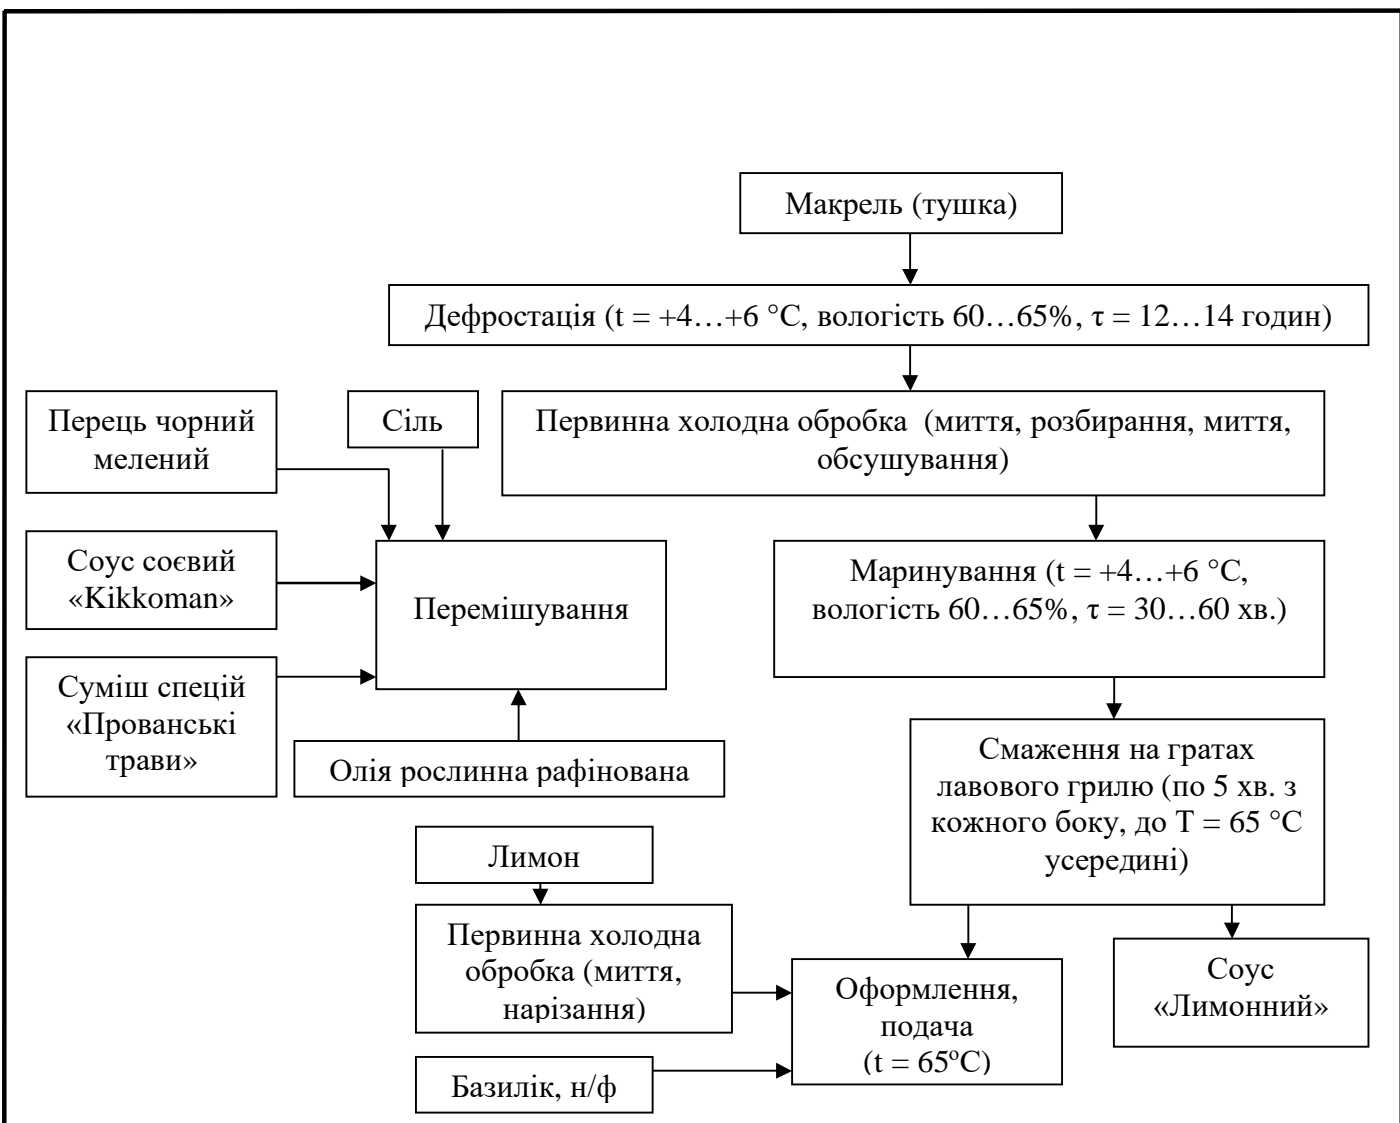 Макрель (тушка)
Дефростація (t = +4…+6 °С, вологість 60…65%, τ = 12…14 годин)
Перець чорний
мелений
Сіль
Первинна холодна обробка (миття, розбирання, миття,
обсушування)
Соус соєвий
«Kikkoman»
Перемішування
Маринування (t = +4…+6 °С,
вологість 60…65%, τ = 30…60 хв.)
Суміш спецій
«Прованські
трави»
Олія рослинна рафінована
Смаження на гратах
лавового грилю (по 5 хв. з
кожного боку, до Т = 65 °С
усередині)
Лимон
Первинна холодна
обробка (миття,
нарізання)
Оформлення,
подача
(t = 65ºС)
Соус
«Лимонний»
Базилік, н/ф